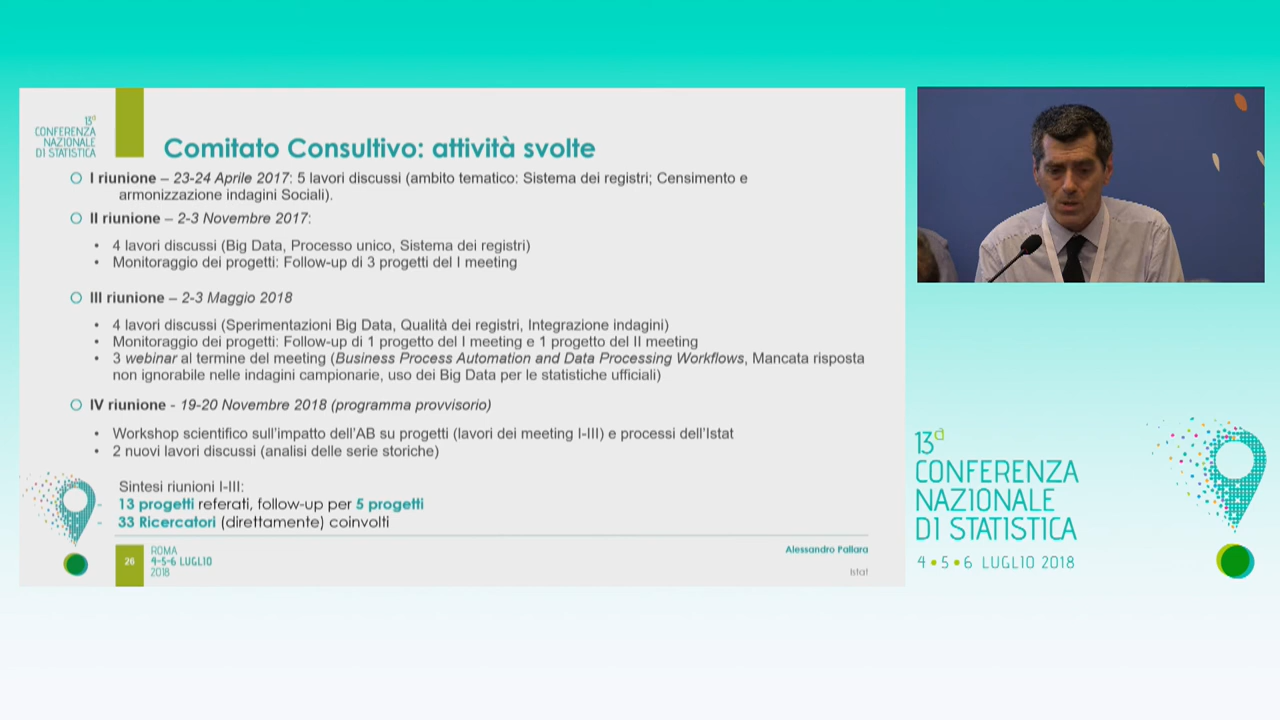 13a
CONFERENZA
NAZIONALE
DI STATISTICA
Comitato Consultivo: attività svolte
I riunione – 23-24 Aprile 2017: 5 lavori discussi (ambito tematico: Sistema dei registri; Censimento e
armonizzazione indagini Sociali).
II riunione – 2-3 Novembre 2017:
• 4 lavori discussi (Big Data, Processo unico, Sistema dei registri)
• Monitoraggio dei progetti: Follow-up di 3 progetti del I meeting
III riunione – 2-3 Maggio 2018
• 4 lavori discussi (Sperimentazioni Big Data, Qualità dei registri, Integrazione indagini)
• Monitoraggio dei progetti: Follow-up di 1 progetto del I meeting e 1 progetto del II meeting
• 3 webinar al termine del meeting (Business Process Automation and Data Processing Workflows, Mancata risposta
non ignorabile nelle indagini campionarie, uso dei Big Data per le statistiche ufficiali)
IV riunione - 19-20 Novembre 2018 (programma provvisorio)
• Workshop scientifico sull'impatto dell'AB su progetti (lavori dei meeting I-III) e processi dell'Istat
• 2 nuovi lavori discussi (analisi delle serie storiche)
Sintesi riunioni I-III:
- 13 progetti referati, follow-up per 5 progetti
- 33 Ricercatori (direttamente) coinvolti
26
ROMA
4-5-6 LUGLIO
2018
Alessandro Pallara
Istat
13a
CONFERENZA
NAZIONALE
DI STATISTICA
4 • 5 • 6 LUGLIO 2018